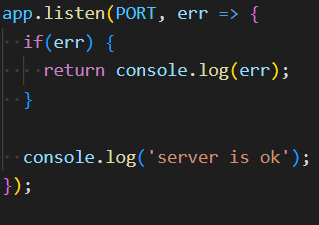 app.listen(PORT, err => {
  if(err) {
    return console.log(err);
  }

  console.log('server is ok');
});